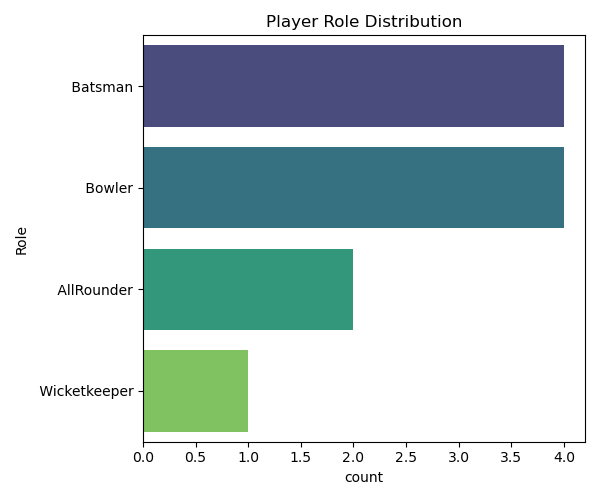 Player Role Distribution
Batsman
Bowler
AllRounder
Wicketkeeper
Role
0.0 0.5 1.0 1.5 2.0 2.5 3.0 3.5 4.0
count